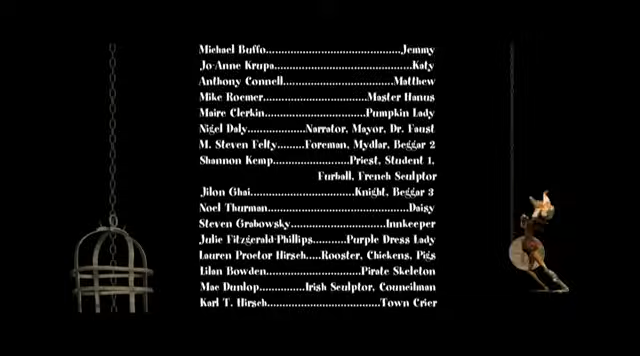 Michael Buffo..........................................Jemmy
Jo-Anne Krupa...........................................Katy
Anthony Connell..................................Matthew
Mike Roemer................................Master Hanus
Maire Clerkin...............................Pumpkin Lady
Nigel Daly..................Narrator, Mayor, Dr. Faust
M. Steven Felty........Foreman, Mydlar, Beggar 2
Shannon Kemp.......................Priest, Student 1,
Furball, French Sculptor
Jilon Ghai................................Knight, Beggar 3
Noel Thurman...........................................Daisy
Steven Grabowsky.............................Innkeeper
Julie Fitzgerald-Phillips..........Purple Dress Lady
Lauren Proctor Hirsch.....Rooster, Chickens, Pigs
Lilan Bowden.............................Pirate Skeleton
Mac Dunlop..............Irish Sculptor, Councilman
Karl T. Hirsch...................................Town Crier